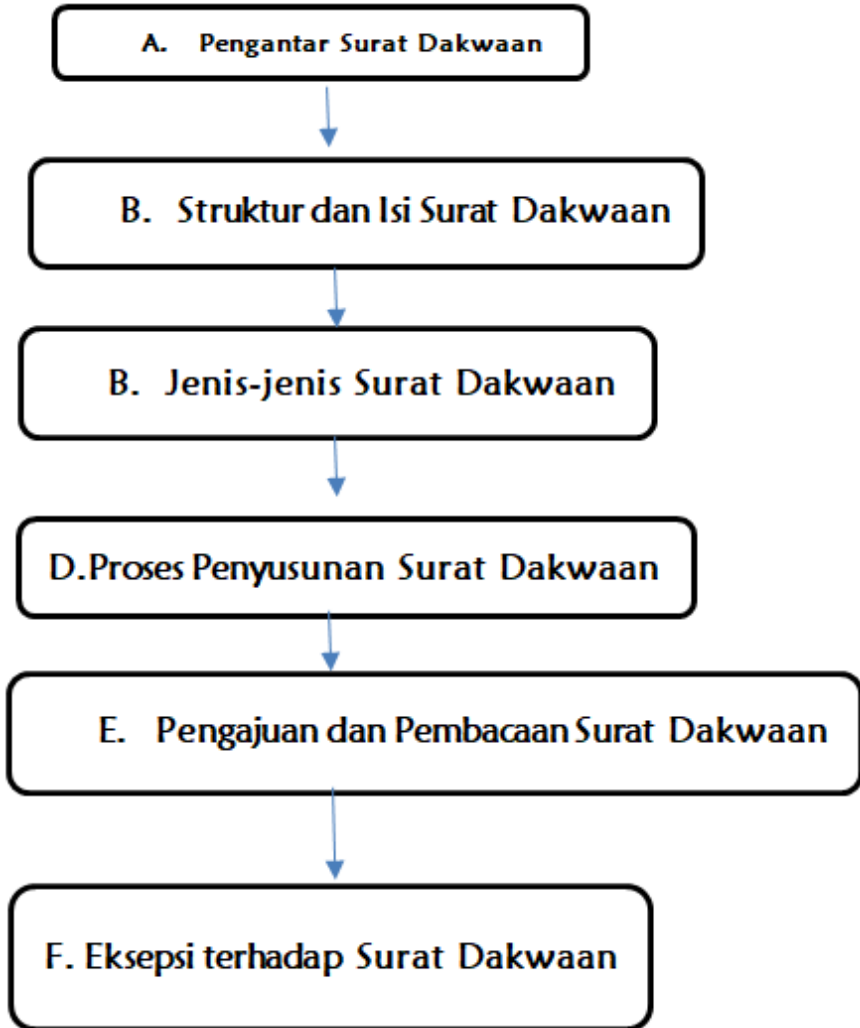 A. Pengantar Surat Dakwaan
B. Struktur dan Isi Surat Dakwaan
B. Jenis-jenis Surat Dakwaan
D.Proses Penyusunan Surat Dakwaan
E. Pengajuan dan Pembacaan Surat Dakwaan
F. Eksepsi terhadap Surat Dakwaan